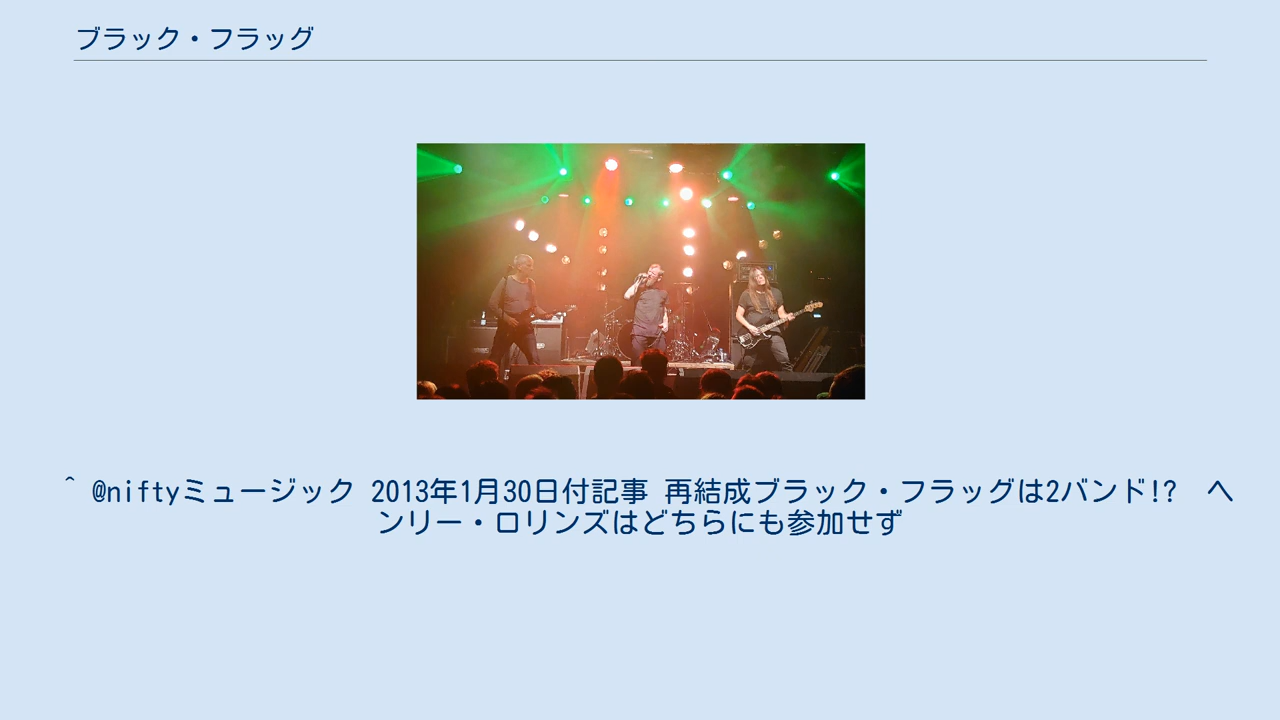 ブラック・フラッグ
^ @niftyミュージック 2013年1月30日付記事 再結成ブラック・フラッグは2バンド!?　ヘ
ンリー・ロリンズはどちらにも参加せず